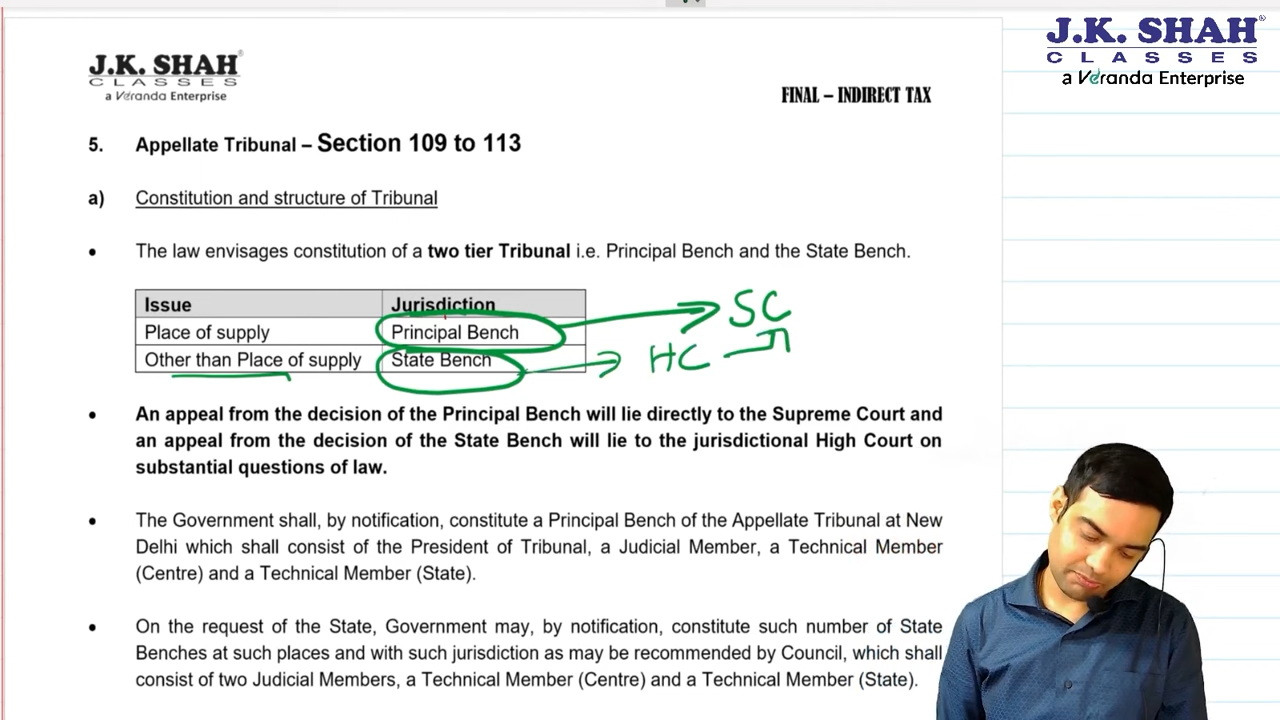 J.K. SHAH®
CLASSES
a Veranda Enterprise
J.K. SHAH®
CLASSES
a Veranda Enterprise
FINAL – INDIRECT TAX
5. Appellate Tribunal – Section 109 to 113
a) Constitution and structure of Tribunal
• The law envisages constitution of a two tier Tribunal i.e. Principal Bench and the State Bench.
Issue Jurisdiction
Place of supply Principal Bench
SC
Other than Place of supply State Bench
HC
• An appeal from the decision of the Principal Bench will lie directly to the Supreme Court and
an appeal from the decision of the State Bench will lie to the jurisdictional High Court on
substantial questions of law.
• The Government shall, by notification, constitute a Principal Bench of the Appellate Tribunal at New
Delhi which shall consist of the President of Tribunal, a Judicial Member, a Technical Member
(Centre) and a Technical Member (State).
• On the request of the State, Government may, by notification, constitute such number of State
Benches at such places and with such jurisdiction as may be recommended by Council, which shall
consist of two Judicial Members, a Technical Member (Centre) and a Technical Member (State).